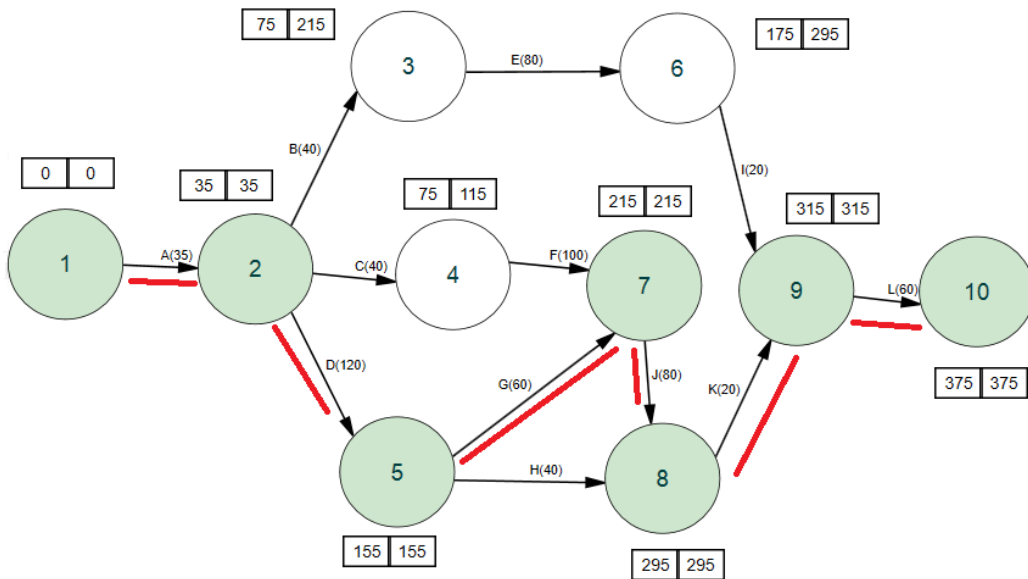 75 215
3
E(80)
6
175 295
B(40)
I(20)
0 0
35 35
75 115
215 215
315 315
1
A(35)
2
C(40)
4
F(100)
7
9
L(60)
10
D(120)
G(60)
J(80)
K(20)
375 375
5
H(40)
8
155 155
295 295